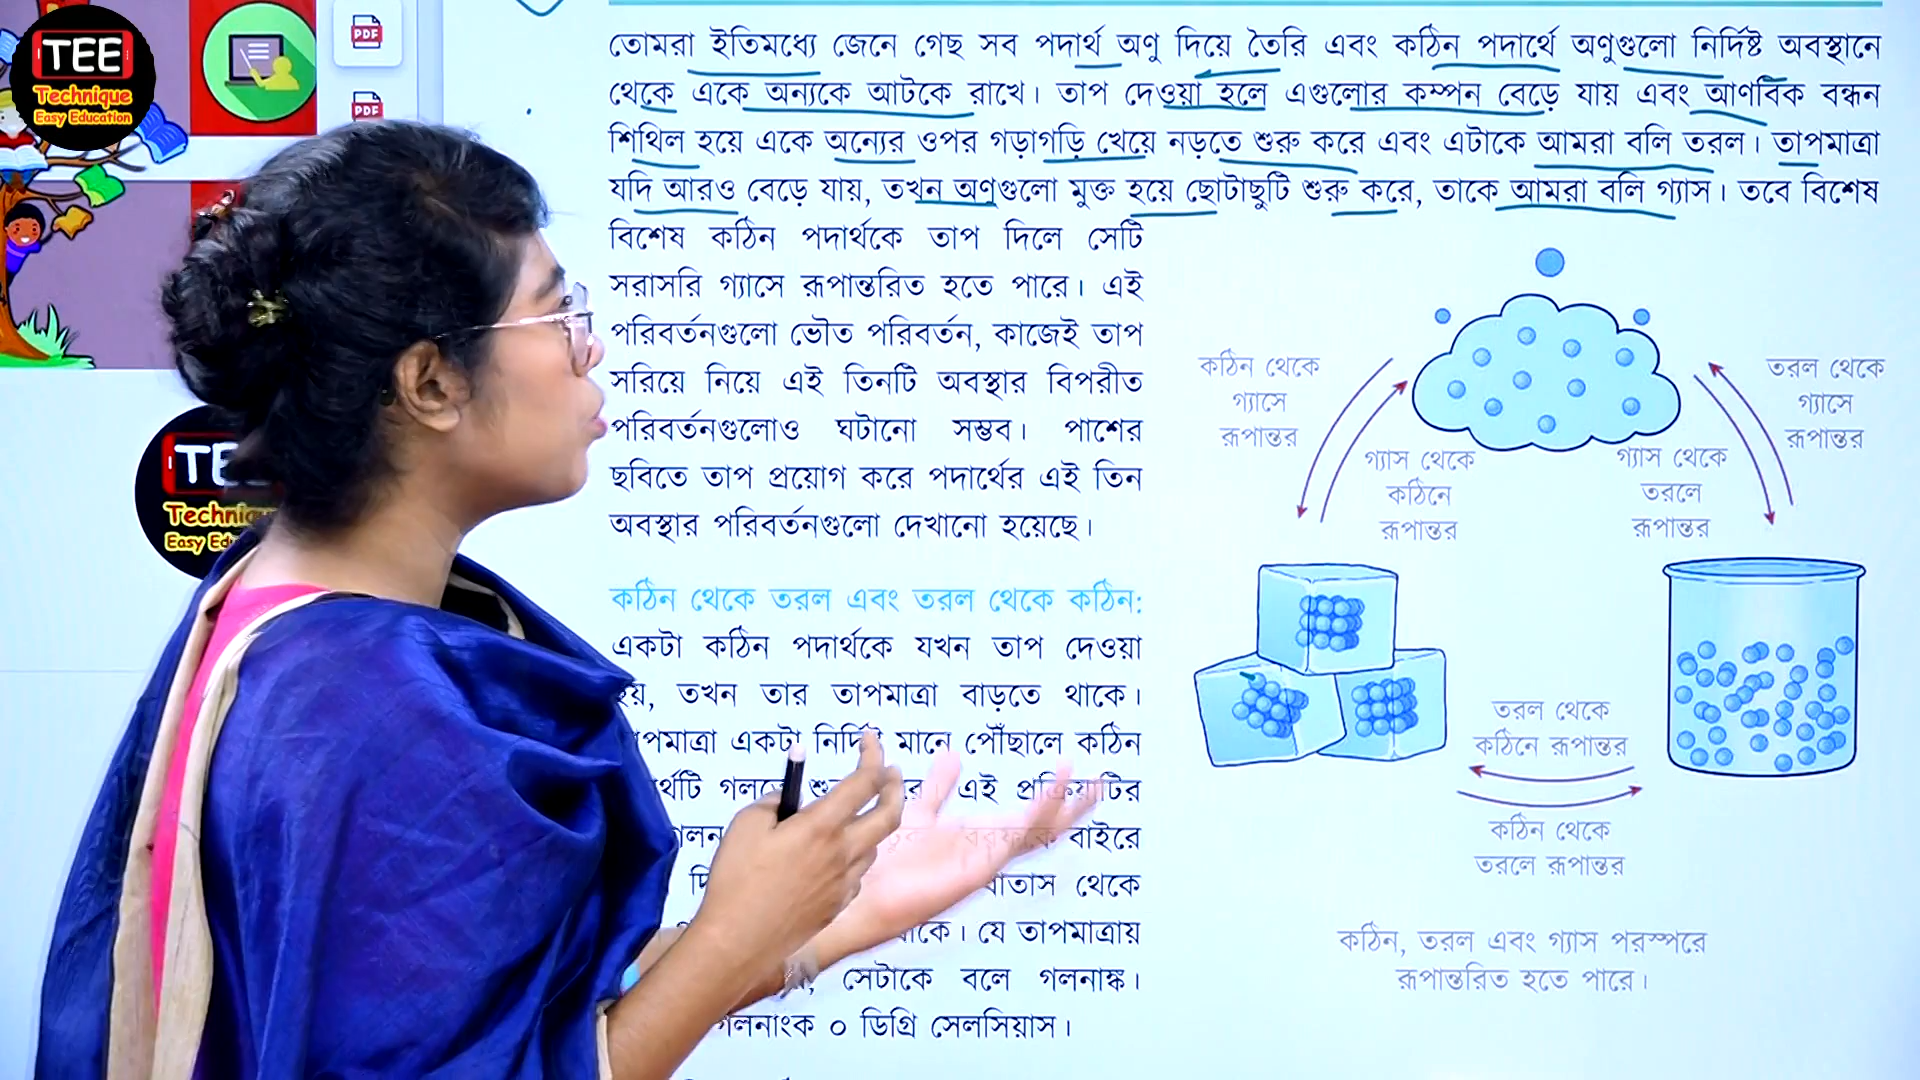 TEE
Technique
Easy Education
PDF
PDF
তোমরা ইতিমধ্যে জেনে গেছ সব পদার্থ অণু দিয়ে তৈরি এবং কঠিন পদার্থে অণুগুলো নির্দিষ্ট অবস্থানে
থেকে একে অন্যকে আটকে রাখে। তাপ দেওয়া হলে এগুলোর কম্পন বেড়ে যায় এবং আণবিক বন্ধন
শিথিল হয়ে একে অন্যের ওপর গড়াগড়ি খেয়ে নড়তে শুরু করে এবং এটাকে আমরা বলি তরল। তাপমাত্রা
যদি আরও বেড়ে যায়, তখন অণুগুলো মুক্ত হয়ে ছোটাছুটি শুরু করে, তাকে আমরা বলি গ্যাস। তবে বিশেষ
বিশেষ কঠিন পদার্থকে তাপ দিলে সেটি
সরাসরি গ্যাসে রূপান্তরিত হতে পারে। এই
পরিবর্তনগুলো ভৌত পরিবর্তন, কাজেই তাপ
সরিয়ে নিয়ে এই তিনটি অবস্থার বিপরীত
পরিবর্তনগুলোও ঘটানো সম্ভব। পাশের
ছবিতে তাপ প্রয়োগ করে পদার্থের এই তিন
অবস্থার পরিবর্তনগুলো দেখানো হয়েছে।
কঠিন থেকে তরল এবং তরল থেকে কঠিন:
একটা কঠিন পদার্থকে যখন তাপ দেওয়া
হয়, তখন তার তাপমাত্রা বাড়তে থাকে।
একটা মানে পৌঁছালে কঠিন
এই প্রক্রিয়াটির
বাইরে
থেকে
যে তাপমাত্রায়
সেটাকে বলে গলনাঙ্ক।
গলনাংক ০ ডিগ্রি সেলসিয়াস।
কঠিন থেকে
গ্যাসে
রূপান্তর
গ্যাস থেকে
কঠিনে
রূপান্তর
গ্যাস থেকে
তরলে
রূপান্তর
তরল থেকে
গ্যাসে
রূপান্তর
তরল থেকে
কঠিনে রূপান্তর
কঠিন থেকে
তরলে রূপান্তর
কঠিন, তরল এবং গ্যাস পরস্পরে
রূপান্তরিত হতে পারে।